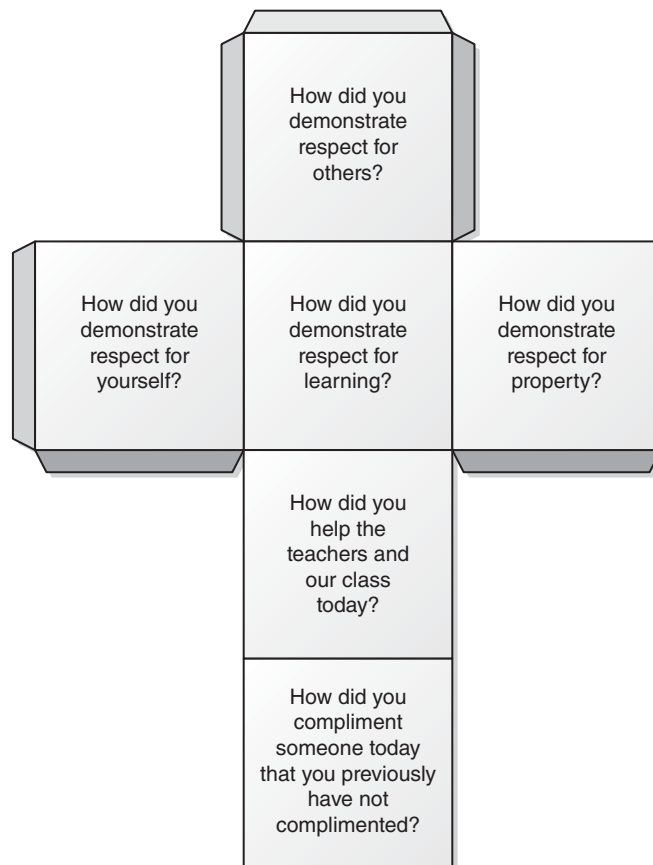 How did you
demonstrate
respect for
others?
How did you
demonstrate
respect for
yourself?
How did you
demonstrate
respect for
learning?
How did you
demonstrate
respect for
property?
How did you
help the
teachers and
our class
today?
How did you
compliment
someone today
that you previously
have not
complimented?